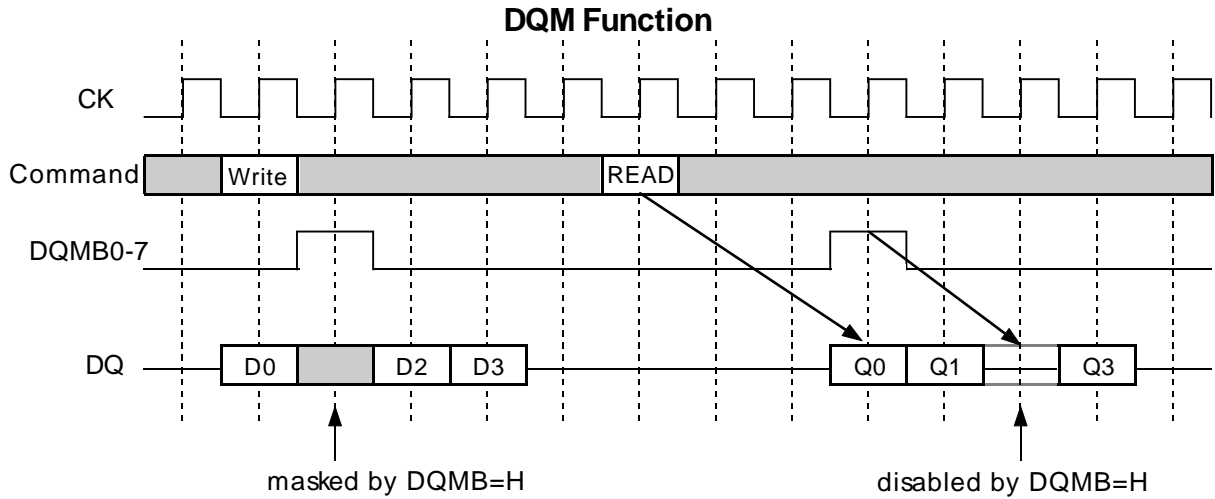 DQM Function
CK
Command Write READ
DQMB0-7
DQ D0 D2 D3 Q0 Q1 Q3
masked by DQMB=H disabled by DQMB=H